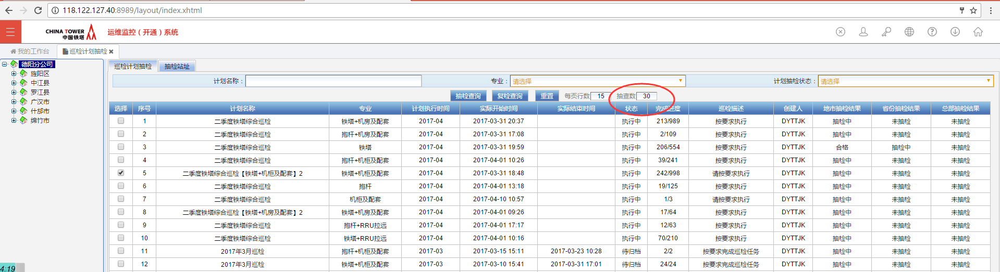 118.122.127.40:8989/layout/index.xhtml
CHINA TOWER 中国铁塔 运维监控（开通）系统
我的工作台 巡检计划抽检
德阳分公司
旌阳区
中江县
罗江县
广汉市
什邡市
绵竹市
巡检计划抽检 抽检站址
计划名称： 专业： 请选择 计划抽检状态： 请选择
抽检查询 复检查询 重置 每页行数 15 抽查数 30
选择 序号 计划名称 专业 计划执行时间 实际开始时间 实际结束时间 状态 完成进度 巡检描述 创建人 地市抽检结果 省份抽检结果 总部抽检结果
1 二季度铁塔综合巡检 铁塔+机房及配套 2017-04 2017-03-31 20:37 执行中 213/989 按要求执行 DYTTJK 抽检中 未抽检 未抽检
2 二季度铁塔综合巡检 抱杆+机房及配套 2017-04 2017-03-31 17:08 执行中 2/109 按要求执行 DYTTJK 抽检中 未抽检 未抽检
3 二季度铁塔综合巡检 铁塔 2017-04 2017-03-31 19:59 执行中 206/554 按要求执行 DYTTJK 合格 抽检中 未抽检
4 二季度铁塔综合巡检 抱杆+机柜及配套 2017-04 2017-04-01 10:26 执行中 39/241 按要求执行 DYTTJK 抽检中 未抽检 未抽检
5 二季度铁塔综合巡检【铁塔+机柜及配套】2 铁塔+机柜及配套 2017-04 2017-03-31 18:48 执行中 242/998 请按要求执行 DYTTJK 抽检中 未抽检 未抽检
6 二季度铁塔综合巡检 抱杆 2017-04 2017-04-01 13:18 执行中 19/125 按要求执行 DYTTJK 抽检中 未抽检 未抽检
7 二季度铁塔综合巡检 机柜及配套 2017-04 2017-04-10 10:57 执行中 1/3 请按要求执行 DYTTJK 抽检中 未抽检 未抽检
8 二季度铁塔综合巡检【铁塔+机房及配套】2 铁塔+机房及配套 2017-04 2017-04-01 09:26 执行中 17/64 按要求执行 DYTTJK 抽检中 未抽检 未抽检
9 二季度铁塔综合巡检 抱杆+RRU拉远 2017-04 2017-04-01 17:17 执行中 12/63 按要求执行 DYTTJK 抽检中 未抽检 未抽检
10 二季度铁塔综合巡检 铁塔+RRU拉远 2017-04 2017-04-01 10:16 执行中 70/210 按要求执行 DYTTJK 抽检中 未抽检 未抽检
11 2017年3月巡检 抱杆+机柜及配套 2017-03 2017-03-15 15:11 2017-03-23 10:28 待归档 2/2 按要求完成巡检任务 DYTTJK 抽检中 未抽检 未抽检
12 2017年3月巡检 铁塔+机柜及配套 2017-03 2017-03-10 15:41 2017-03-31 17:01 待归档 24/24 按要求完成巡检任务 DYTTJK 抽检中 未抽检 未抽检
4:19